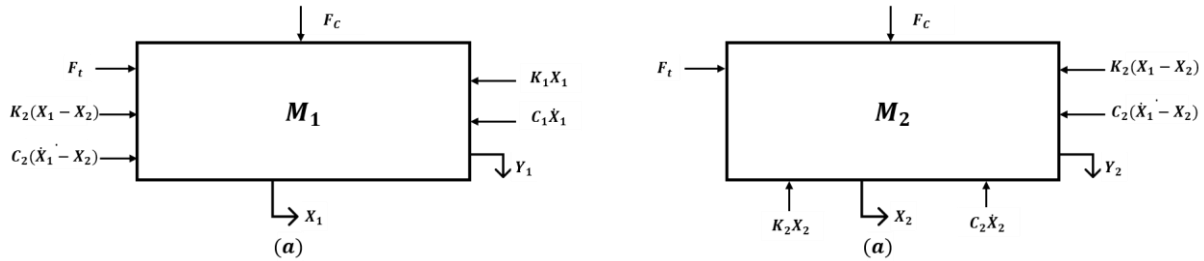 F_C
F_t
K_2(X_1 − X_2)
C_2(Ẋ_1˙ − X_2)
M_1
K_1X_1
C_1Ẋ_1
Y_1
X_1
(a)
F_C
F_t
M_2
K_2(X_1 − X_2)
C_2(Ẋ_1˙ − X_2)
Y_2
K_2X_2
X_2
C_2Ẋ_2
(a)